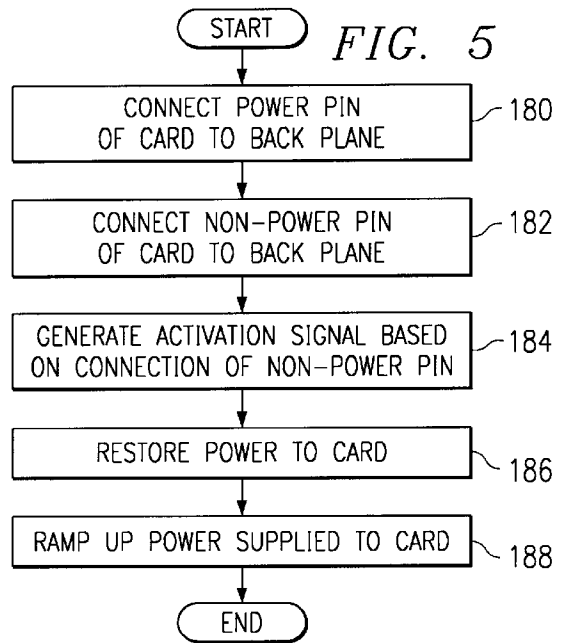 START
FIG. 5
CONNECT POWER PIN
OF CARD TO BACK PLANE
180
CONNECT NON-POWER PIN
OF CARD TO BACK PLANE
182
GENERATE ACTIVATION SIGNAL BASED
ON CONNECTION OF NON-POWER PIN
184
RESTORE POWER TO CARD
186
RAMP UP POWER SUPPLIED TO CARD
188
END